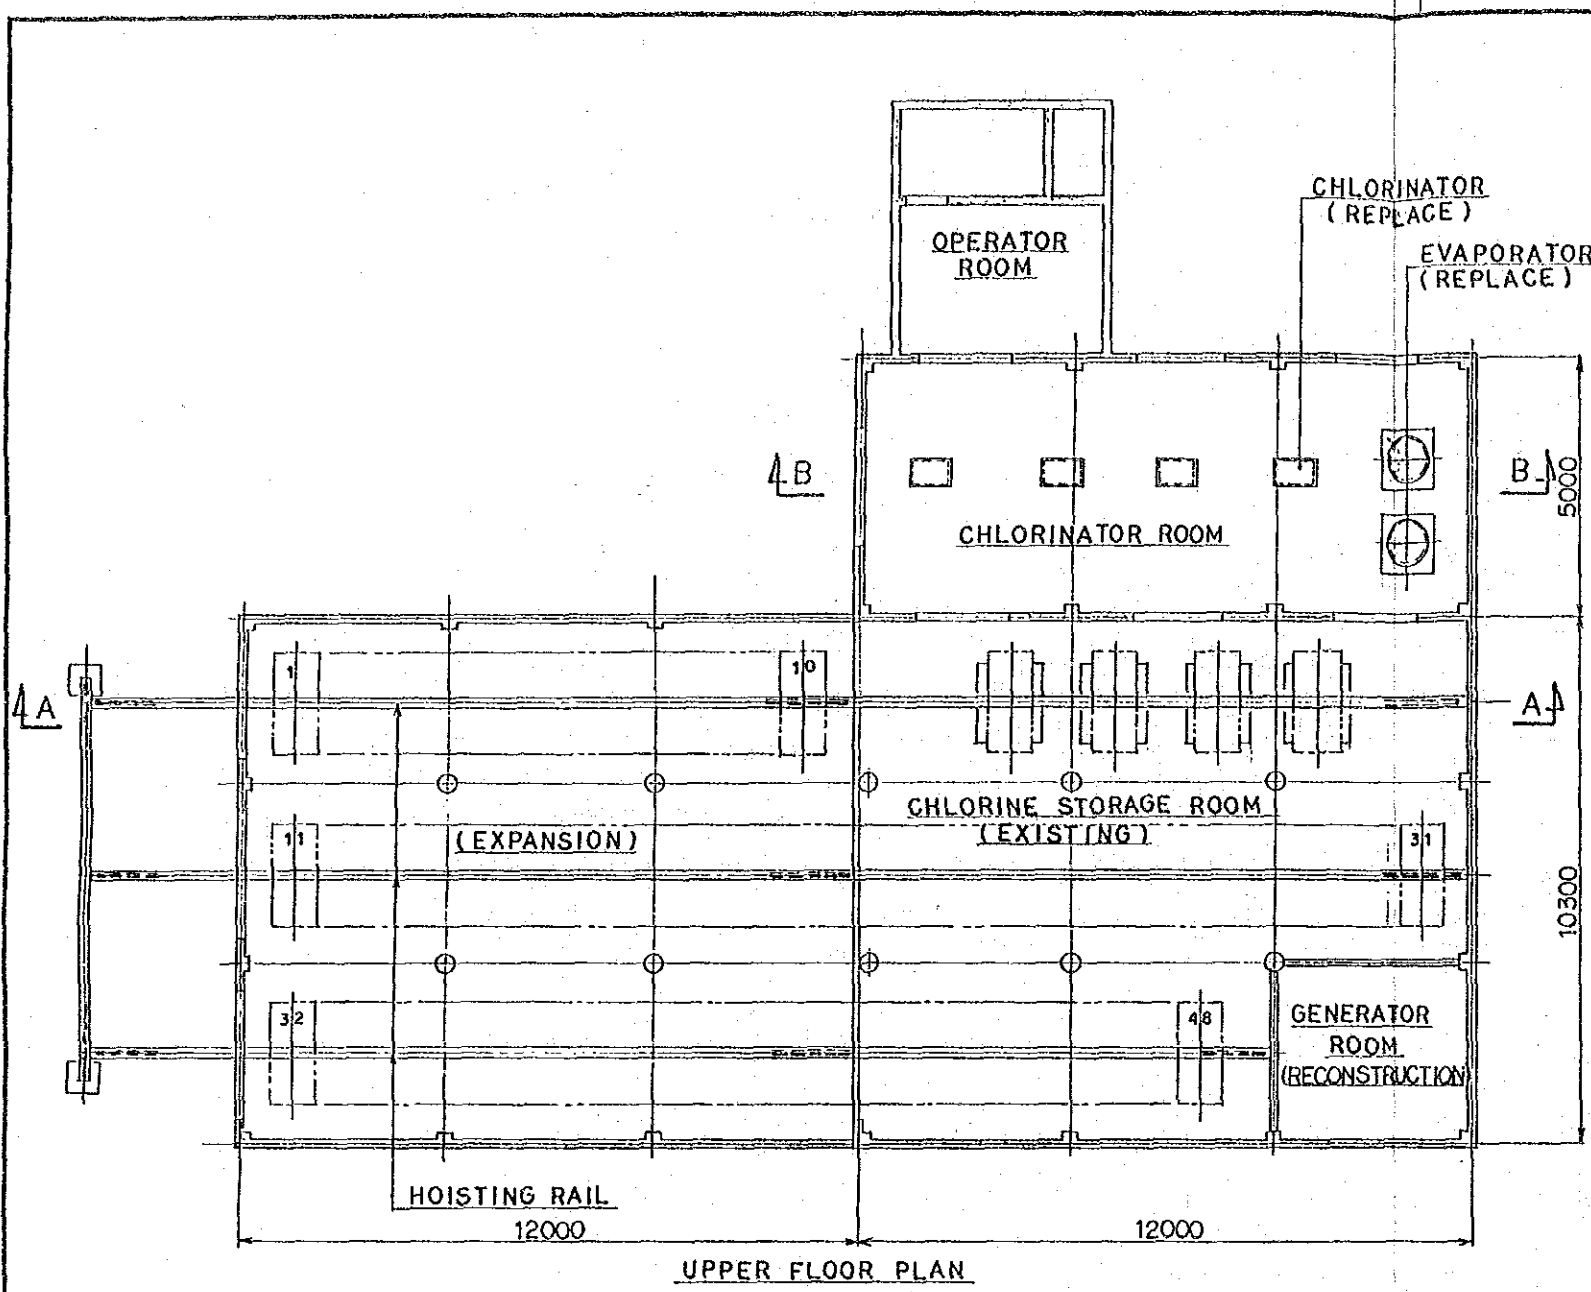 CHLORINATOR
(REPLACE)
EVAPORATOR
(REPLACE)
OPERATOR
ROOM
B
B
5000
CHLORINATOR ROOM
1
10
A
A
CHLORINE STORAGE ROOM
(EXISTING)
(EXPANSION)
11
31
10300
32
48
GENERATOR
ROOM
(RECONSTRUCTION)
HOISTING RAIL
12000
12000
UPPER FLOOR PLAN